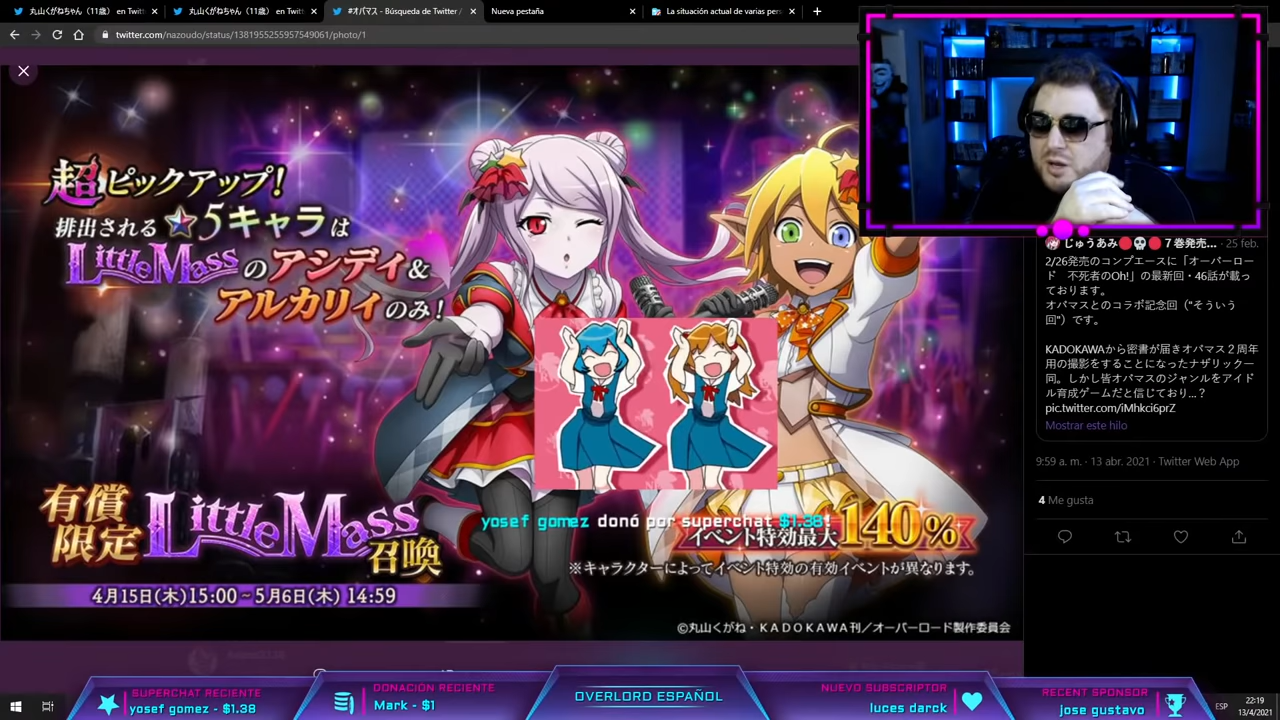 丸山くがねちゃん（11歳） en Twitt
丸山くがねちゃん（11歳） en Twitt
#オバマス - Búsqueda de Twitter /
Nueva pestaña
La situación actual de varias pers
twitter.com/nazoudo/status/1381955255957549061/photo/1
超ピックアップ!
排出される★5キャラは
LITTLE MASSのアシディ&
アルカリィのみ!
有償
限定
LITTLE MASS
召喚
4月15日(木)15:00~5月6日(木) 14:59
yosef gomez donó por superchat $1.38!
イベント特効最大140%
※キャラクターによってイベント特効の有効イベントが異なります。
©丸山くがね・KADOKAWA刊／オーバーロード製作委員会
じゅうあみ🔴💀🔴７巻発売... · 25 feb.
2/26発売のコンプエースに「オーバーロー
ド　不死者のOh!」の最新回・46話が載っ
ております。
オバマスとのコラボ記念回（"そういう
回"）です。
KADOKAWAから密書が届きオバマス２周年
用の撮影をすることになったナザリック一
同。しかし皆オバマスのジャンルをアイド
ル育成ゲームだと信じており...？
pic.twitter.com/iMhkci6prZ
Mostrar este hilo
9:59 a. m. · 13 abr. 2021 · Twitter Web App
4 Me gusta
SUPERCHAT RECIENTE
yosef gomez - $1.38
DONACIÓN RECIENTE
Mark - $1
OVERLORD ESPAÑOL
NUEVO SUBSCRIPTOR
luces darck
RECENT SPONSOR
jose gustavo
ESP
22:19
13/4/2021